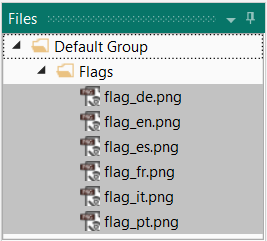 Files
Default Group
Flags
flag_de.png
flag_en.png
flag_es.png
flag_fr.png
flag_it.png
flag_pt.png